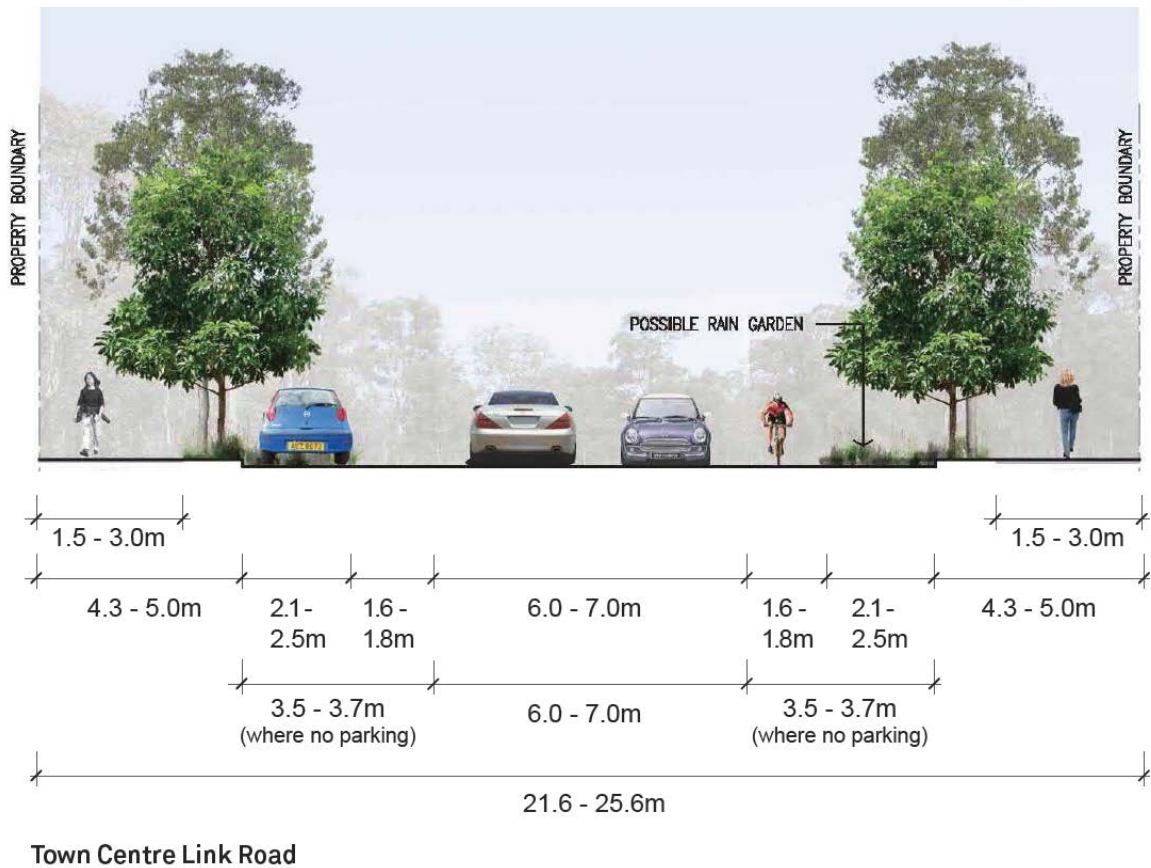 PROPERTY BOUNDARY
PROPERTY BOUNDARY
POSSIBLE RAIN GARDEN
1.5 - 3.0m
1.5 - 3.0m
4.3 - 5.0m
2.1 -
2.5m
1.6 -
1.8m
6.0 - 7.0m
1.6 -
1.8m
2.1 -
2.5m
4.3 - 5.0m
3.5 - 3.7m
(where no parking)
6.0 - 7.0m
3.5 - 3.7m
(where no parking)
21.6 - 25.6m
Town Centre Link Road